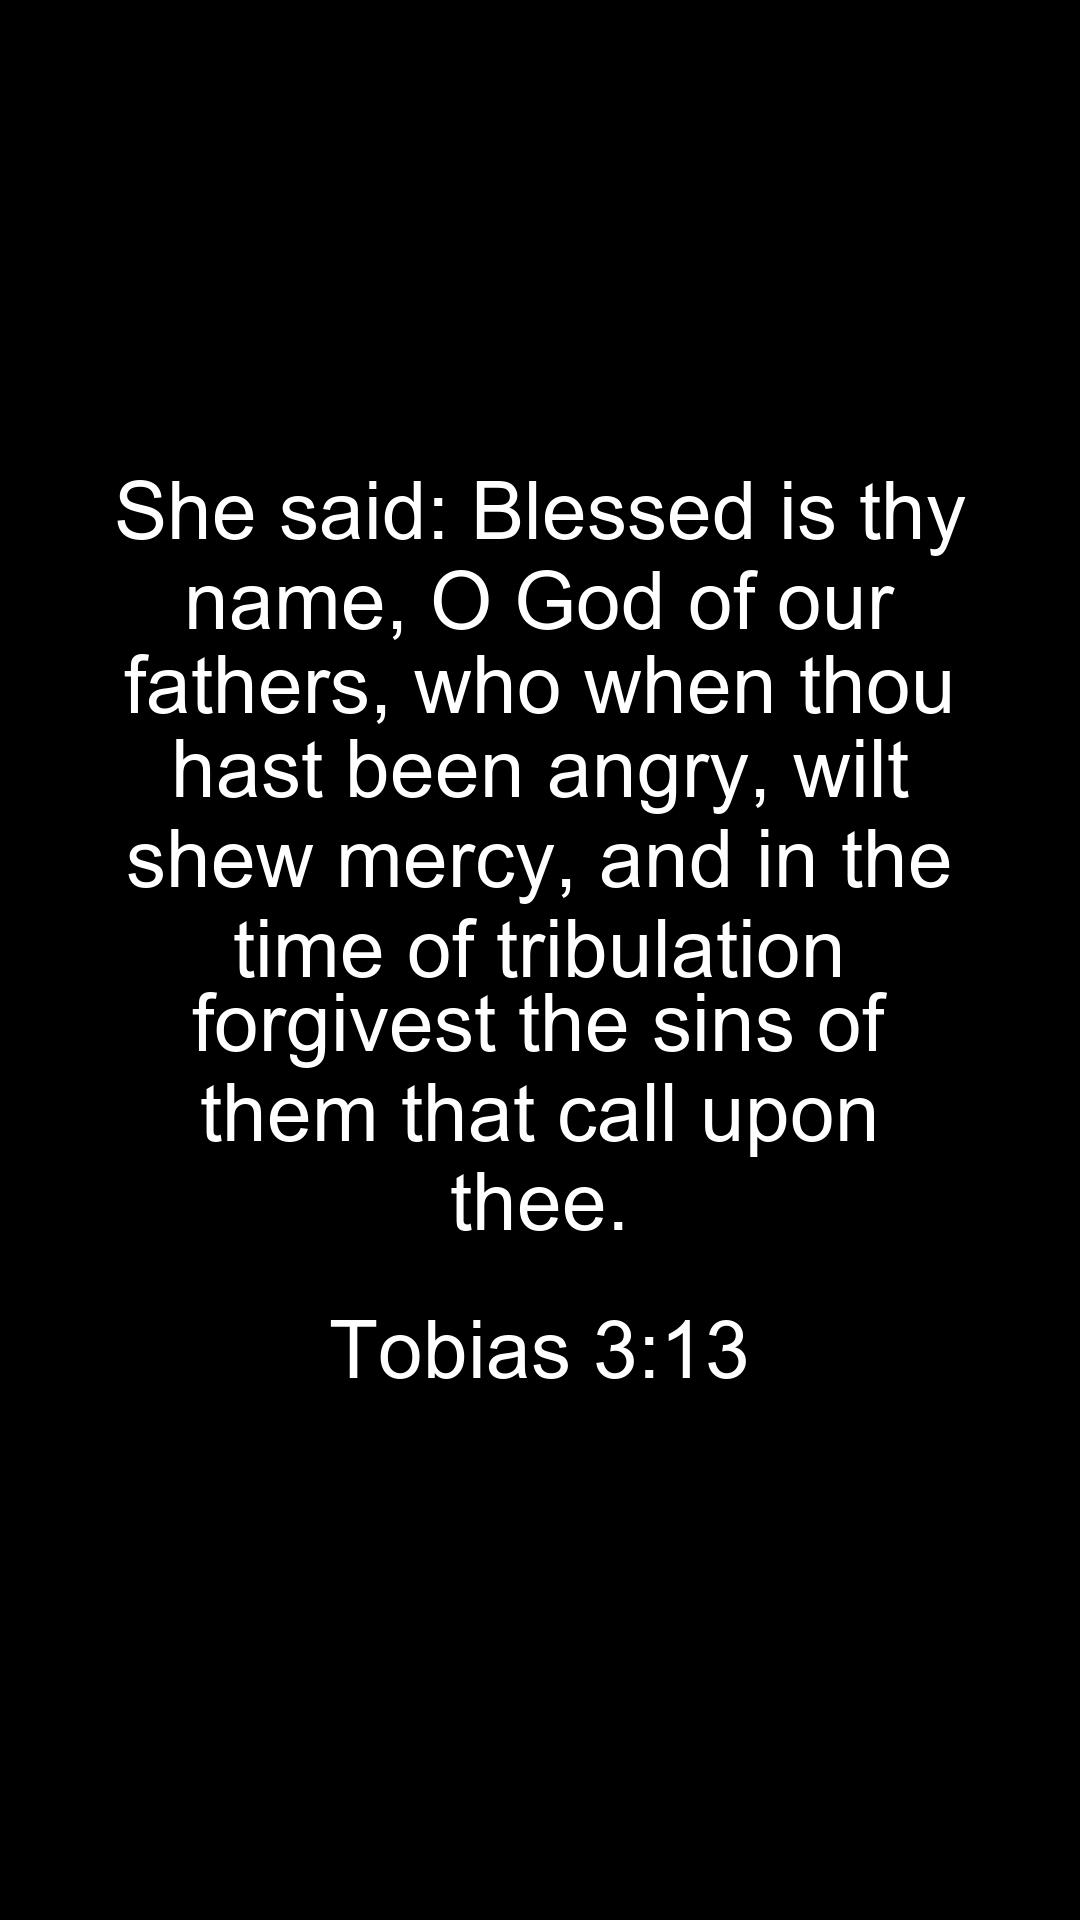 She said: Blessed is thy
name, O God of our
fathers, who when thou
hast been angry, wilt
shew mercy, and in the
time of tribulation
forgivest the sins of
them that call upon
thee.
Tobias 3:13